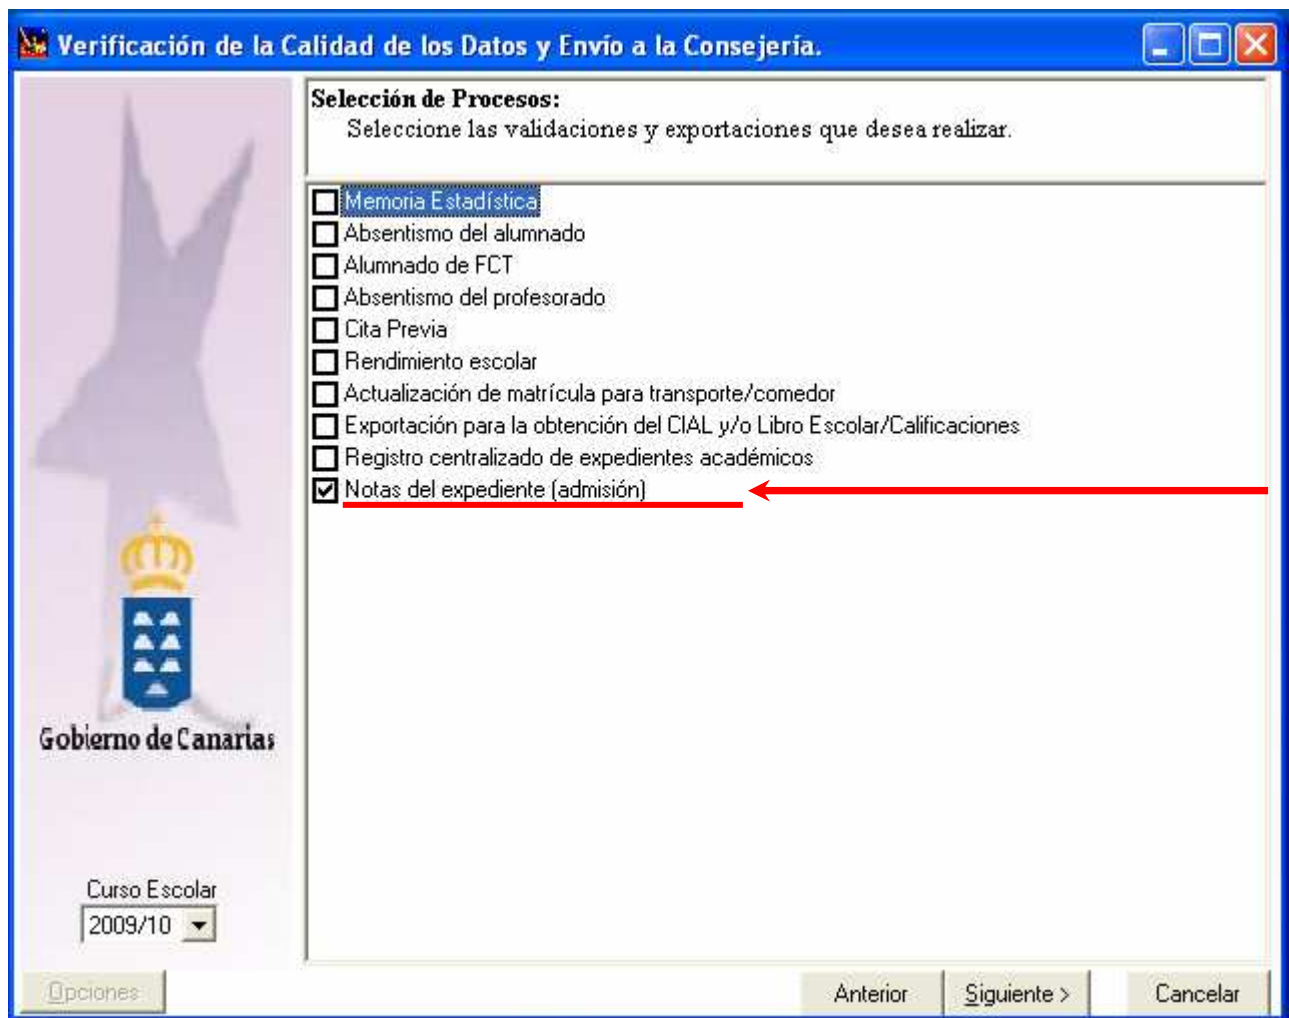 Verificación de la Calidad de los Datos y Envío a la Consejería.
Selección de Procesos:
Seleccione las validaciones y exportaciones que desea realizar.
Memoria Estadística
Absentismo del alumnado
Alumnado de FCT
Absentismo del profesorado
Cita Previa
Rendimiento escolar
Actualización de matrícula para transporte/comedor
Exportación para la obtención del CIAL y/o Libro Escolar/Calificaciones
Registro centralizado de expedientes académicos
Notas del expediente (admisión)
Gobierno de Canarias
Curso Escolar
2009/10
Opciones
Anterior
Siguiente >
Cancelar